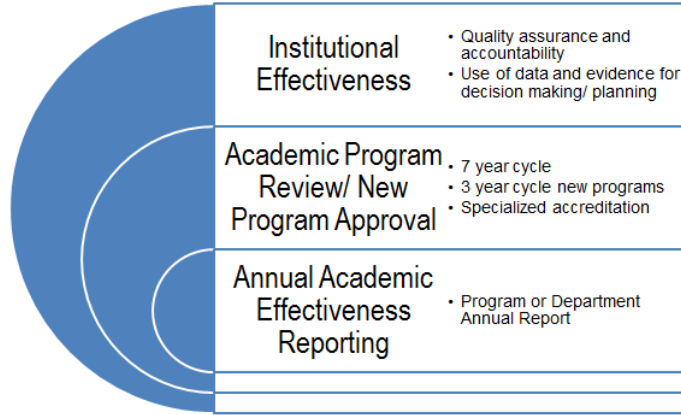 Institutional
Effectiveness
• Quality assurance and
accountability
• Use of data and evidence for
decision making/ planning
Academic Program
Review/ New
Program Approval
• 7 year cycle
• 3 year cycle new programs
• Specialized accreditation
Annual Academic
Effectiveness
Reporting
• Program or Department
Annual Report